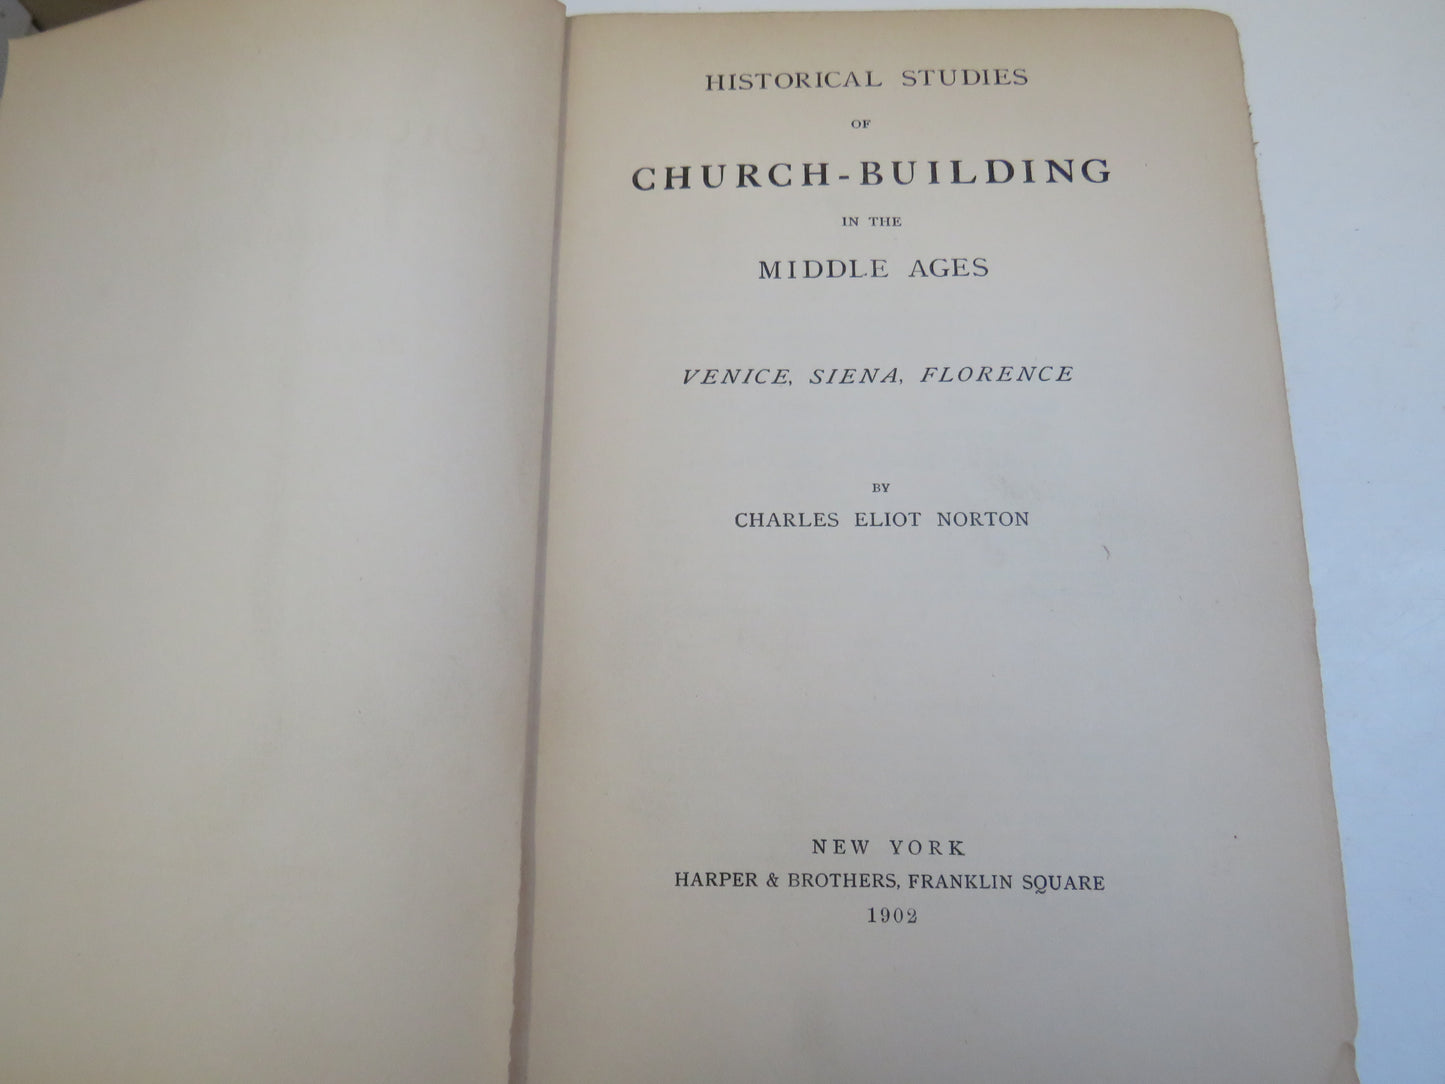 HISTORICAL STUDIES
OF
CHURCH-BUILDING
IN THE
MIDDLE AGES
VENICE, SIENA, FLORENCE
BY
CHARLES ELIOT NORTON
NEW YORK
HARPER & BROTHERS, FRANKLIN SQUARE
1902